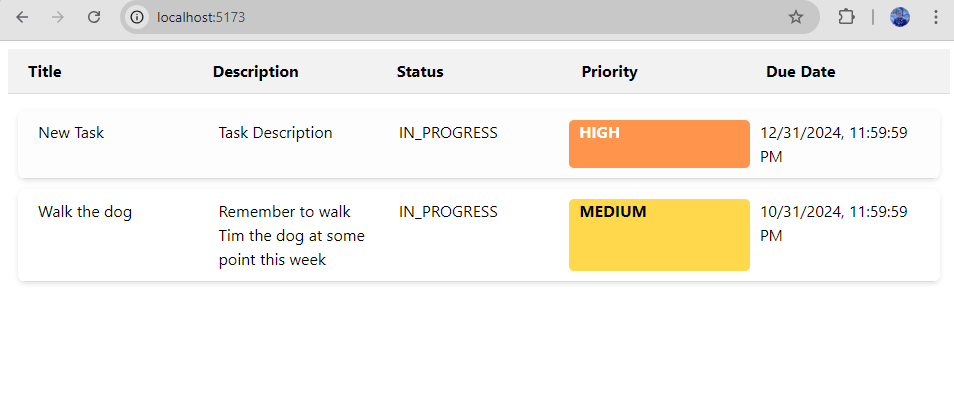 localhost:5173
Title Description Status Priority Due Date
New Task Task Description IN_PROGRESS HIGH 12/31/2024, 11:59:59
PM
Walk the dog Remember to walk IN_PROGRESS MEDIUM 10/31/2024, 11:59:59
Tim the dog at some PM
point this week